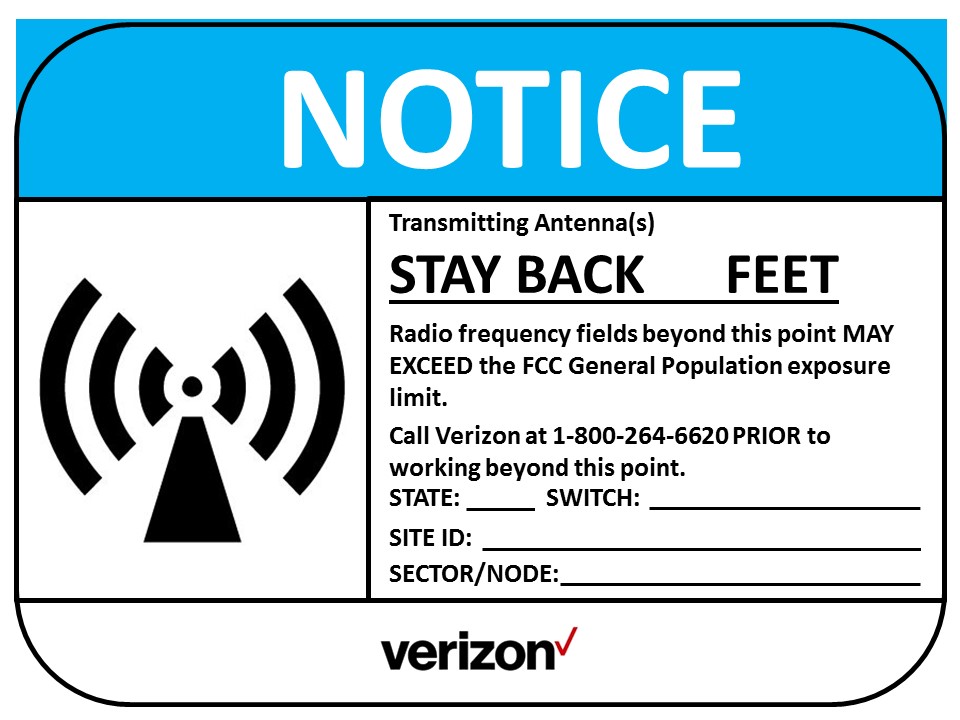 NOTICE
Transmitting Antenna(s)
STAY BACK FEET
Radio frequency fields beyond this point MAY
EXCEED the FCC General Population exposure
limit.
Call Verizon at 1-800-264-6620 PRIOR to
working beyond this point.
STATE: _____ SWITCH: ____________________
SITE ID: ________________________________
SECTOR/NODE:__________________________
verizon✓